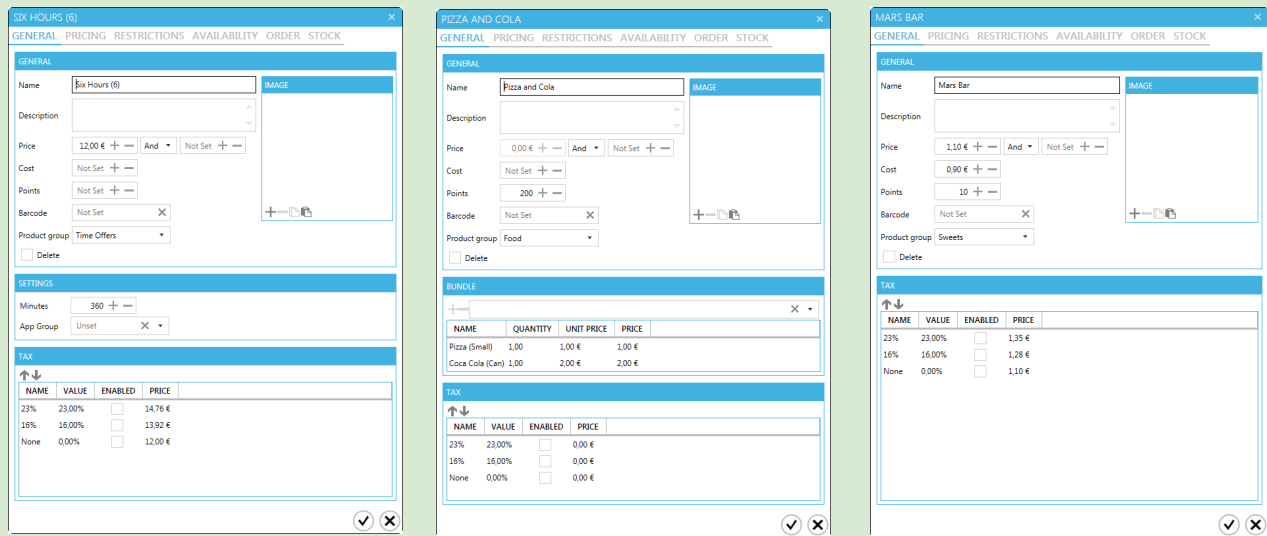 SIX HOURS (6)
GENERAL PRICING RESTRICTIONS AVAILABILITY ORDER STOCK
GENERAL
Name Six Hours (6)
IMAGE
Description
Price 12,00 € And Not Set
Cost Not Set
Points Not Set
Barcode Not Set
Product group Time Offers
Delete
SETTINGS
Minutes 360
App Group Unset
TAX
NAME VALUE ENABLED PRICE
23% 23,00% 14,76 €
16% 16,00% 13,92 €
None 0,00% 12,00 €
PIZZA AND COLA
GENERAL PRICING RESTRICTIONS AVAILABILITY ORDER STOCK
GENERAL
Name Pizza and Cola
IMAGE
Description
Price 0,00 € And Not Set
Cost Not Set
Points 200
Barcode Not Set
Product group Food
Delete
BUNDLE
NAME QUANTITY UNIT PRICE PRICE
Pizza (Small) 1,00 1,00 € 1,00 €
Coca Cola (Can) 1,00 2,00 € 2,00 €
TAX
NAME VALUE ENABLED PRICE
23% 23,00% 0,00 €
16% 16,00% 0,00 €
None 0,00% 0,00 €
MARS BAR
GENERAL PRICING RESTRICTIONS AVAILABILITY ORDER STOCK
GENERAL
Name Mars Bar
IMAGE
Description
Price 1,10 € And Not Set
Cost 0,90 €
Points 10
Barcode Not Set
Product group Sweets
Delete
TAX
NAME VALUE ENABLED PRICE
23% 23,00% 1,35 €
16% 16,00% 1,28 €
None 0,00% 1,10 €